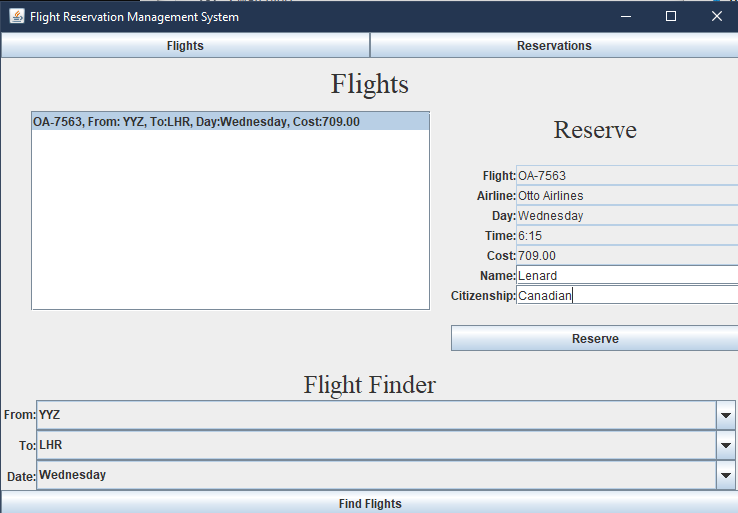 Flight Reservation Management System
Flights
Reservations
Flights
OA-7563, From: YYZ, To:LHR, Day:Wednesday, Cost:709.00
Reserve
Flight: OA-7563
Airline: Otto Airlines
Day: Wednesday
Time: 6:15
Cost: 709.00
Name: Lenard
Citizenship: Canadian
Reserve
Flight Finder
From: YYZ
To: LHR
Date: Wednesday
Find Flights